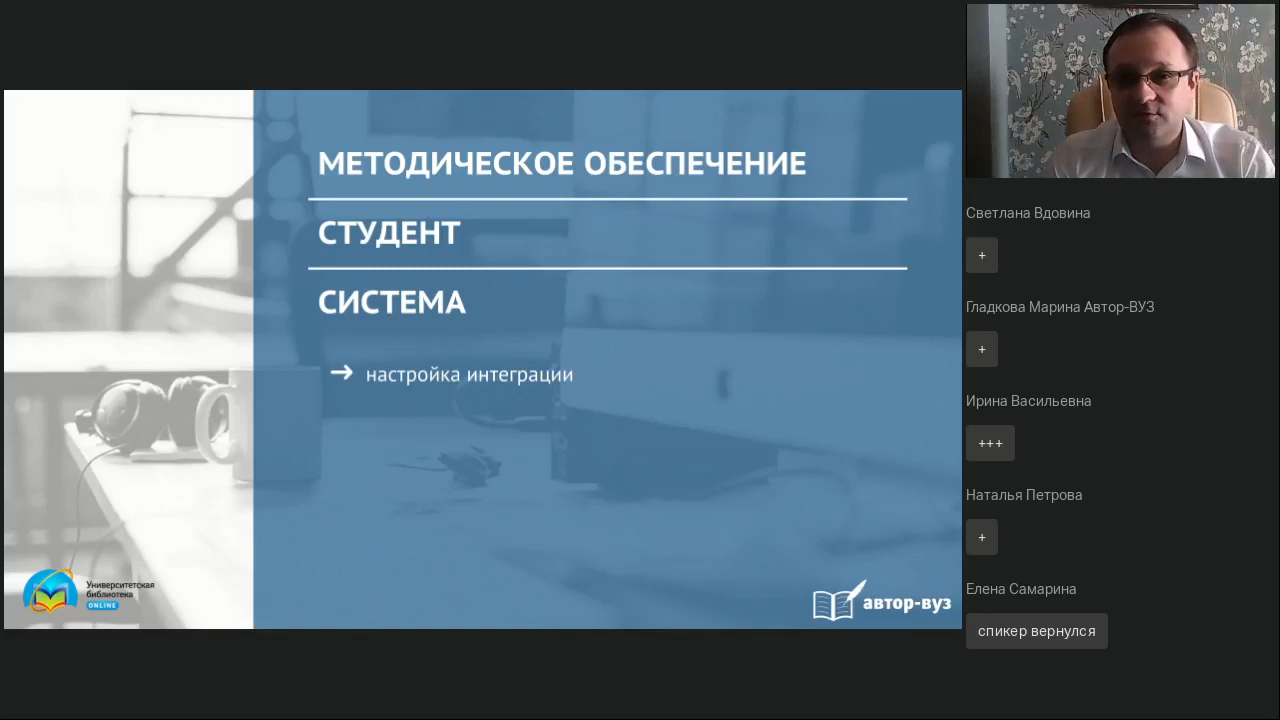 МЕТОДИЧЕСКОЕ ОБЕСПЕЧЕНИЕ
СТУДЕНТ
СИСТЕМА
→ настройка интеграции
Университетская
библиотека
ONLINE
автор-вуз
Светлана Вдовина
+
Гладкова Марина Автор-ВУЗ
+
Ирина Васильевна
+++
Наталья Петрова
+
Елена Самарина
спикер вернулся